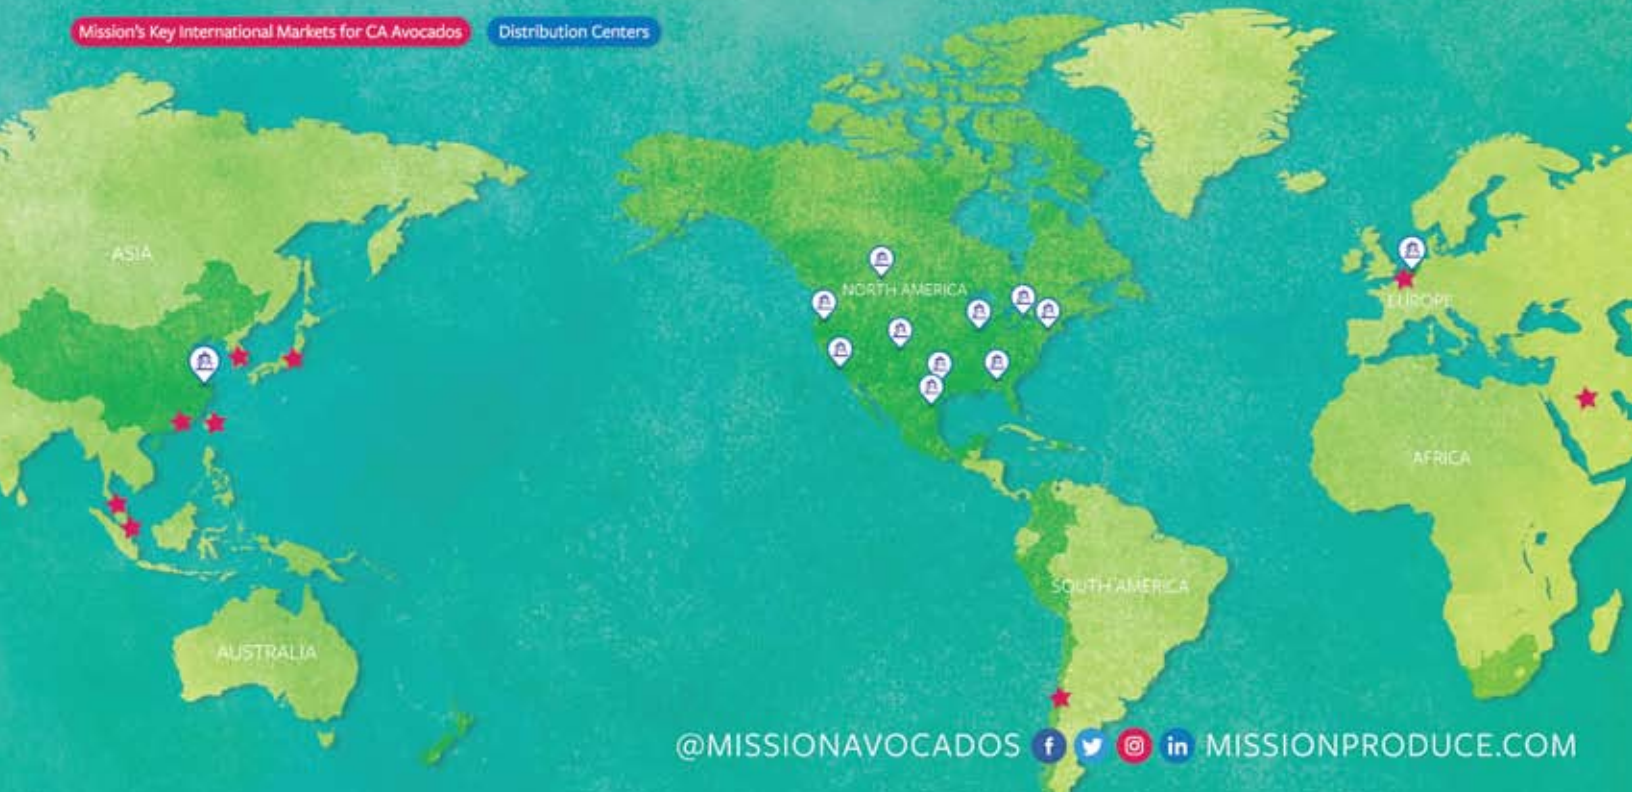 Mission's Key International Markets for CA Avocados
Distribution Centers
ASIA
NORTH AMERICA
EUROPE
AFRICA
SOUTH AMERICA
AUSTRALIA
@MISSIONAVOCADOS f in MISSIONPRODUCE.COM